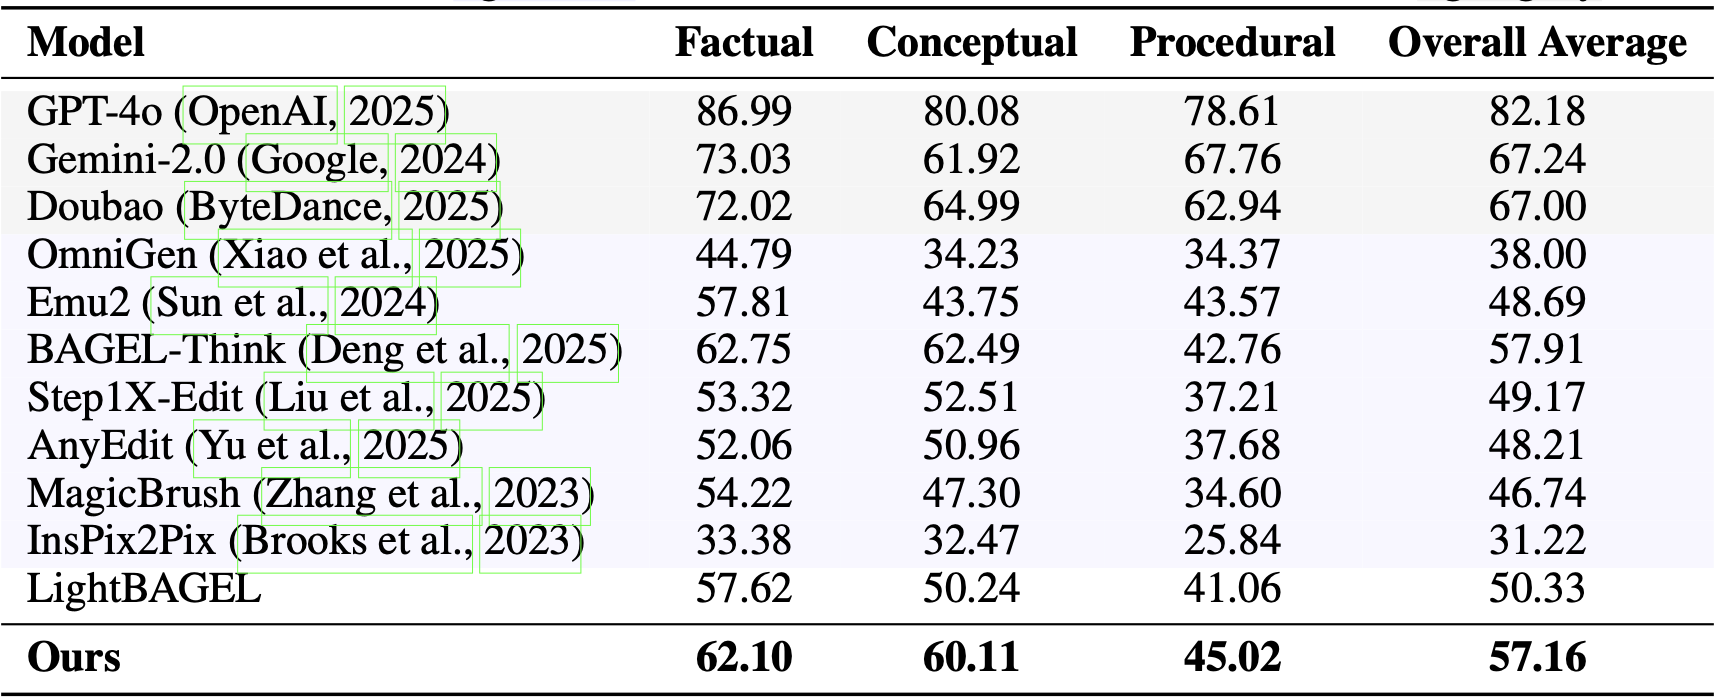 Model Factual Conceptual Procedural Overall Average
GPT-4o (OpenAI, 2025) 86.99 80.08 78.61 82.18
Gemini-2.0 (Google, 2024) 73.03 61.92 67.76 67.24
Doubao (ByteDance, 2025) 72.02 64.99 62.94 67.00
OmniGen (Xiao et al., 2025) 44.79 34.23 34.37 38.00
Emu2 (Sun et al., 2024) 57.81 43.75 43.57 48.69
BAGEL-Think (Deng et al., 2025) 62.75 62.49 42.76 57.91
Step1X-Edit (Liu et al., 2025) 53.32 52.51 37.21 49.17
AnyEdit (Yu et al., 2025) 52.06 50.96 37.68 48.21
MagicBrush (Zhang et al., 2023) 54.22 47.30 34.60 46.74
InsPix2Pix (Brooks et al., 2023) 33.38 32.47 25.84 31.22
LightBAGEL 57.62 50.24 41.06 50.33
Ours 62.10 60.11 45.02 57.16